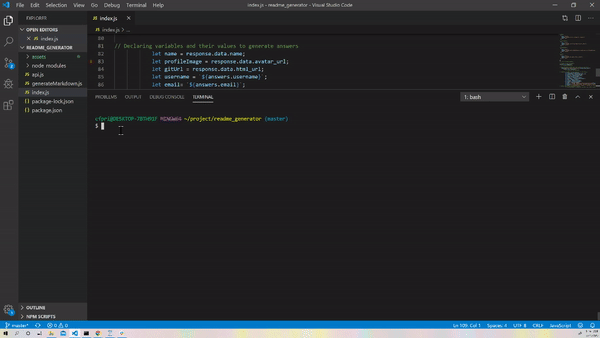 File Edit Selection View Go Debug Terminal Help
index.js - readme_generator - Visual Studio Code
EXPLORER
OPEN EDITORS
index.js
README_GENERATOR
assets
node_modules
api.js
generateMarkdown.js
index.js
package-lock.json
package.json
OUTLINE
NPM SCRIPTS
index.js
index.js > ...
80
81 // Declaring variables and their values to generate answers
82 let name = response.data.name;
83 let profileImage = response.data.avatar_url;
84 let gitUrl = response.data.html_url;
85 let username = `${answers.username}`;
86 let email= `${answers.email}`;
PROBLEMS OUTPUT DEBUG CONSOLE TERMINAL
1: bash
~/project/readme_generator (master)
$
master* 0 0
Ln 109, Col 1 Spaces: 4 UTF-8 CRLF JavaScript